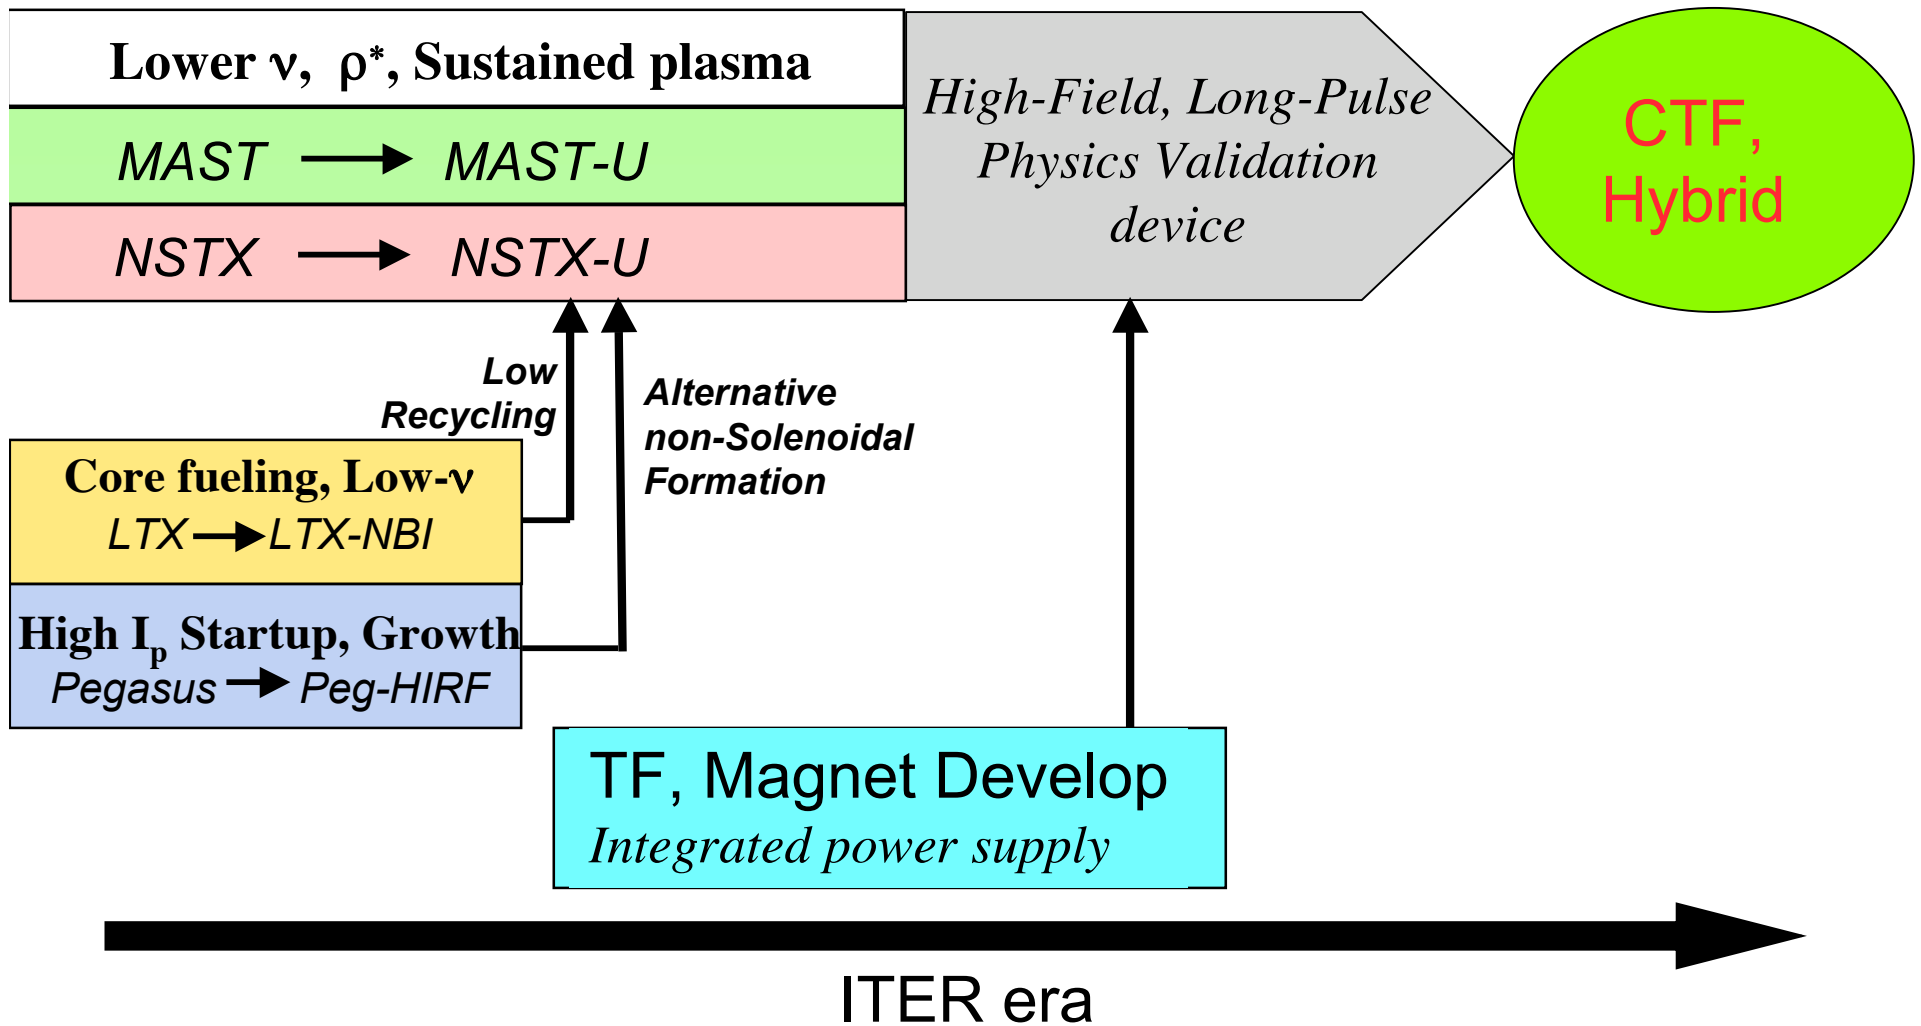 Lower ν, ρ*, Sustained plasma
MAST → MAST-U
NSTX → NSTX-U
High-Field, Long-Pulse
Physics Validation
device
CTF,
Hybrid
Low
Recycling
Alternative
non-Solenoidal
Formation
Core fueling, Low-ν
LTX → LTX-NBI
High Ip Startup, Growth
Pegasus → Peg-HIRF
TF, Magnet Develop
Integrated power supply
ITER era